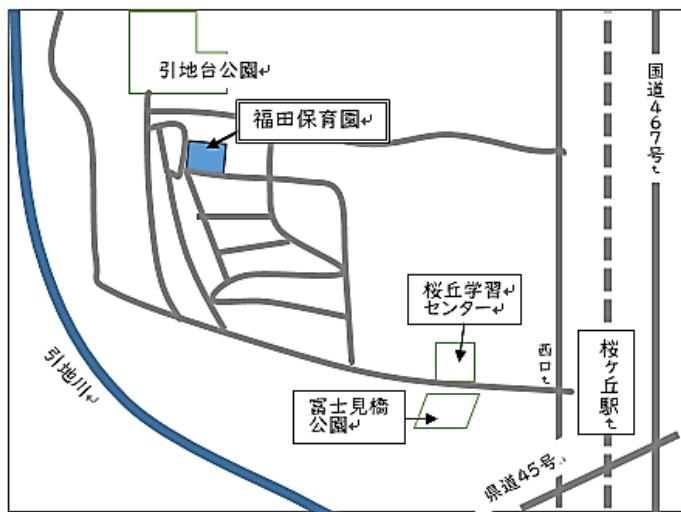 引地台公園
福田保育園
国道467号
桜丘学習
センター
西口
桜ヶ丘駅
引地川
富士見橋
公園
県道45号